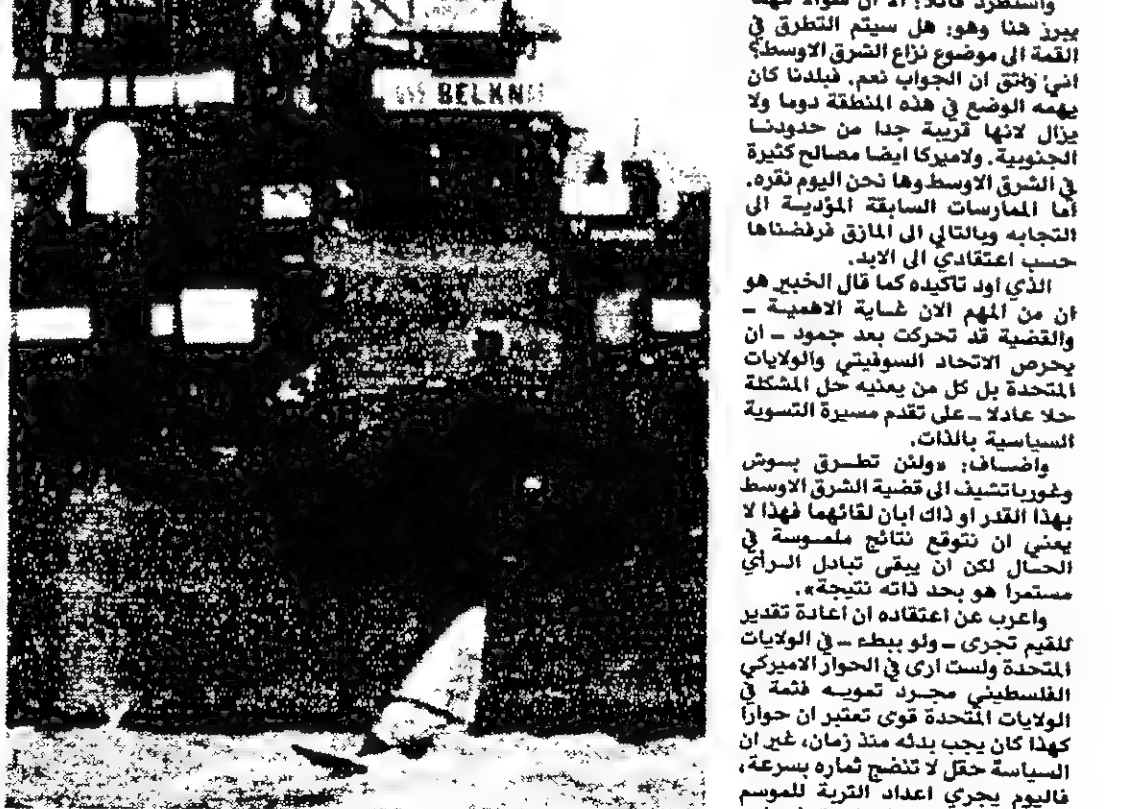 BELKN
واستطرد قائلا: الا ان سؤالا مهما
يبرز هنا وهو: هل سيتم التطرق في
القمة الى موضوع نزاع الشرق الاوسط؟
انني واثق ان الجواب نعم. فبلدنا كان
يهمه الوضع في هذه المنطقة دوما ولا
يزال لانها قريبة جدا من حدودنا
الجنوبية. ولاميركا ايضا مصالح كثيرة
في الشرق الاوسط وها نحن اليوم نقره.
أما الممارسات السابقة المؤدية الى
التجابه وبالتالي الى المازق فرفضناها
حسب اعتقادي الى الابد.
الذي اود تاكيده كما قال الخبير هو
ان من المهم الان غاية الاهمية ـ
والقضية قد تحركت بعد جمود ـ ان
يحرص الاتحاد السوفيتي والولايات
المتحدة بل كل من يعنيه حل المشكلة
حلا عادلا ـ على تقدم مسيرة التسوية
السياسية بالذات.
واضاف: «ولئن تطرق بوش
وغورباتشيف الى قضية الشرق الاوسط
بهذا القدر او ذاك ابان لقائهما فهذا لا
يعني ان نتوقع نتائج ملموسة في
الحال لكن ان يبقى تبادل الرأي
مستمرا هو بحد ذاته نتيجة».
واعرب عن اعتقاده ان اعادة تقدير
للقيم تجرى ـ ولو ببطء ـ في الولايات
المتحدة ولست ارى في الحوار الاميركي
الفلسطيني مجرد تمويه فثمة في
الولايات المتحدة قوى تعتبر ان حوارا
كهذا كان يجب بدئه منذ زمان، غير ان
السياسة حقل لا تنضج ثماره بسرعة،
فاليوم يجري اعداد التربة للموسم